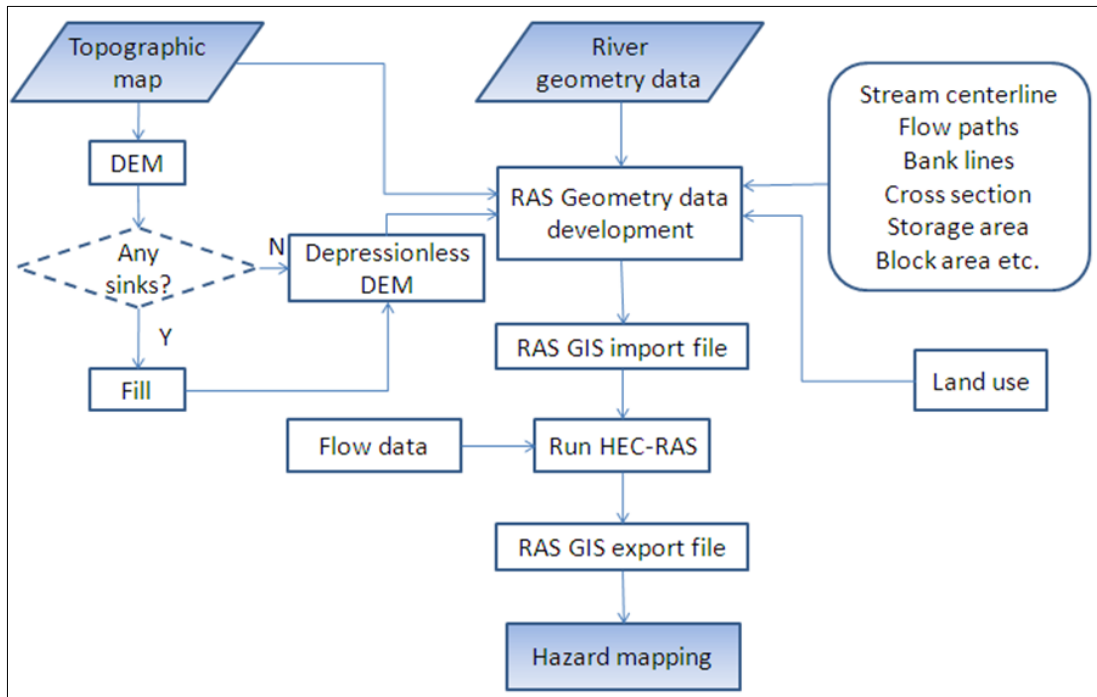 Topographic
map
River
geometry data
Stream centerline
Flow paths
Bank lines
Cross section
Storage area
Block area etc.
DEM
RAS Geometry data
development
Any
sinks?
N
Depressionless
DEM
Y
Fill
RAS GIS import file
Land use
Flow data
Run HEC-RAS
RAS GIS export file
Hazard mapping